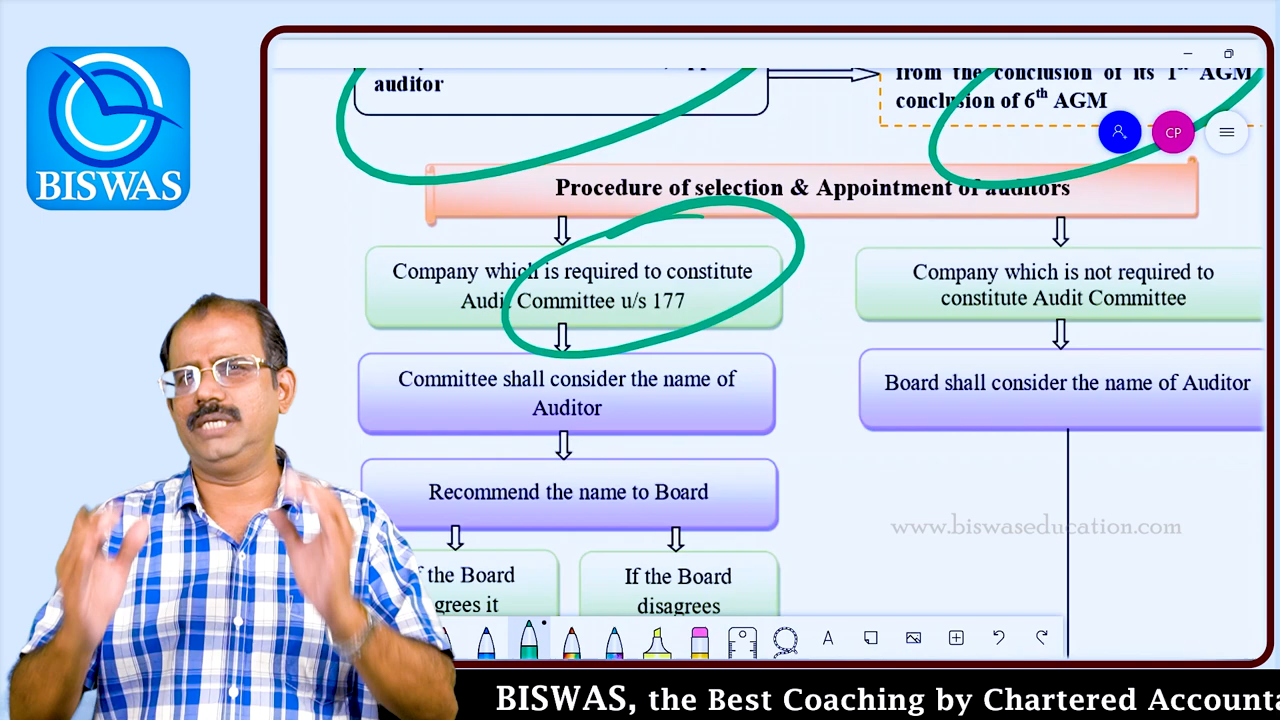 BISWAS
auditor
from the conclusion of its 1st AGM
conclusion of 6th AGM
CP
Procedure of selection & Appointment of auditors
Company which is required to constitute
Audit Committee u/s 177
Company which is not required to
constitute Audit Committee
Committee shall consider the name of
Auditor
Board shall consider the name of Auditor
Recommend the name to Board
www.biswaseducation.com
the Board
If the Board
it
disagrees
A
BISWAS, the Best Coaching by Chartered